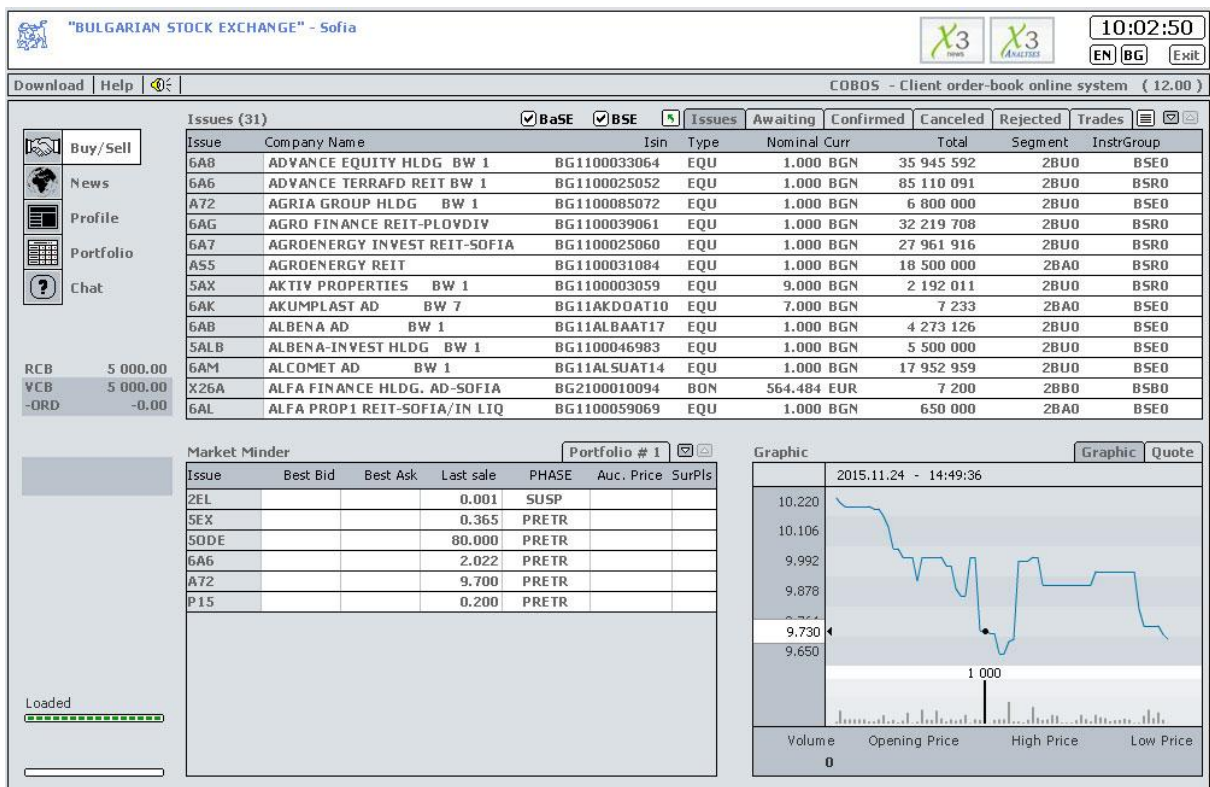 "BULGARIAN STOCK EXCHANGE" - Sofia
X3 news
X3 ANALYSES
10:02:50
EN BG Exit
Download Help
COBOS - Client order-book online system ( 12.00 )
Buy/Sell
News
Profile
Portfolio
Chat
RCB 5 000.00
VCB 5 000.00
-ORD -0.00
Loaded
Issues (31) BaSE BSE Issues Awaiting Confirmed Canceled Rejected Trades
Issue Company Name Isin Type Nominal Curr Total Segment InstrGroup
6A8 ADVANCE EQUITY HLDG BW 1 BG1100033064 EQU 1.000 BGN 35 945 592 2BU0 BSE0
6A6 ADVANCE TERRAFD REIT BW 1 BG1100025052 EQU 1.000 BGN 85 110 091 2BU0 BSR0
A72 AGRIA GROUP HLDG BW 1 BG1100085072 EQU 1.000 BGN 6 800 000 2BU0 BSE0
6AG AGRO FINANCE REIT-PLOVDIV BG1100039061 EQU 1.000 BGN 32 219 708 2BU0 BSR0
6A7 AGROENERGY INVEST REIT-SOFIA BG1100025060 EQU 1.000 BGN 27 961 916 2BU0 BSR0
AS5 AGROENERGY REIT BG1100031084 EQU 1.000 BGN 18 500 000 2BA0 BSR0
5AX AKTIV PROPERTIES BW 1 BG1100003059 EQU 9.000 BGN 2 192 011 2BU0 BSR0
6AK AKUMPLAST AD BW 7 BG11AKDOAT10 EQU 7.000 BGN 7 233 2BA0 BSE0
6AB ALBENA AD BW 1 BG11ALBAAT17 EQU 1.000 BGN 4 273 126 2BU0 BSE0
5ALB ALBENA-INVEST HLDG BW 1 BG1100046983 EQU 1.000 BGN 5 500 000 2BU0 BSE0
6AM ALCOMET AD BW 1 BG11ALSUAT14 EQU 1.000 BGN 17 952 959 2BU0 BSE0
X26A ALFA FINANCE HLDG. AD-SOFIA BG2100010094 BON 564.484 EUR 7 200 2BB0 BSB0
6AL ALFA PROP1 REIT-SOFIA/IN LIQ BG1100059069 EQU 1.000 BGN 650 000 2BA0 BSE0
Market Minder Portfolio # 1
Issue Best Bid Best Ask Last sale PHASE Auc. Price SurPls
2EL 0.001 SUSP
5EX 0.365 PRETR
5ODE 80.000 PRETR
6A6 2.022 PRETR
A72 9.700 PRETR
P15 0.200 PRETR
Graphic Graphic Quote
2015.11.24 - 14:49:36
10.220
10.106
9.992
9.878
9.730
9.650
1 000
Volume Opening Price High Price Low Price
0